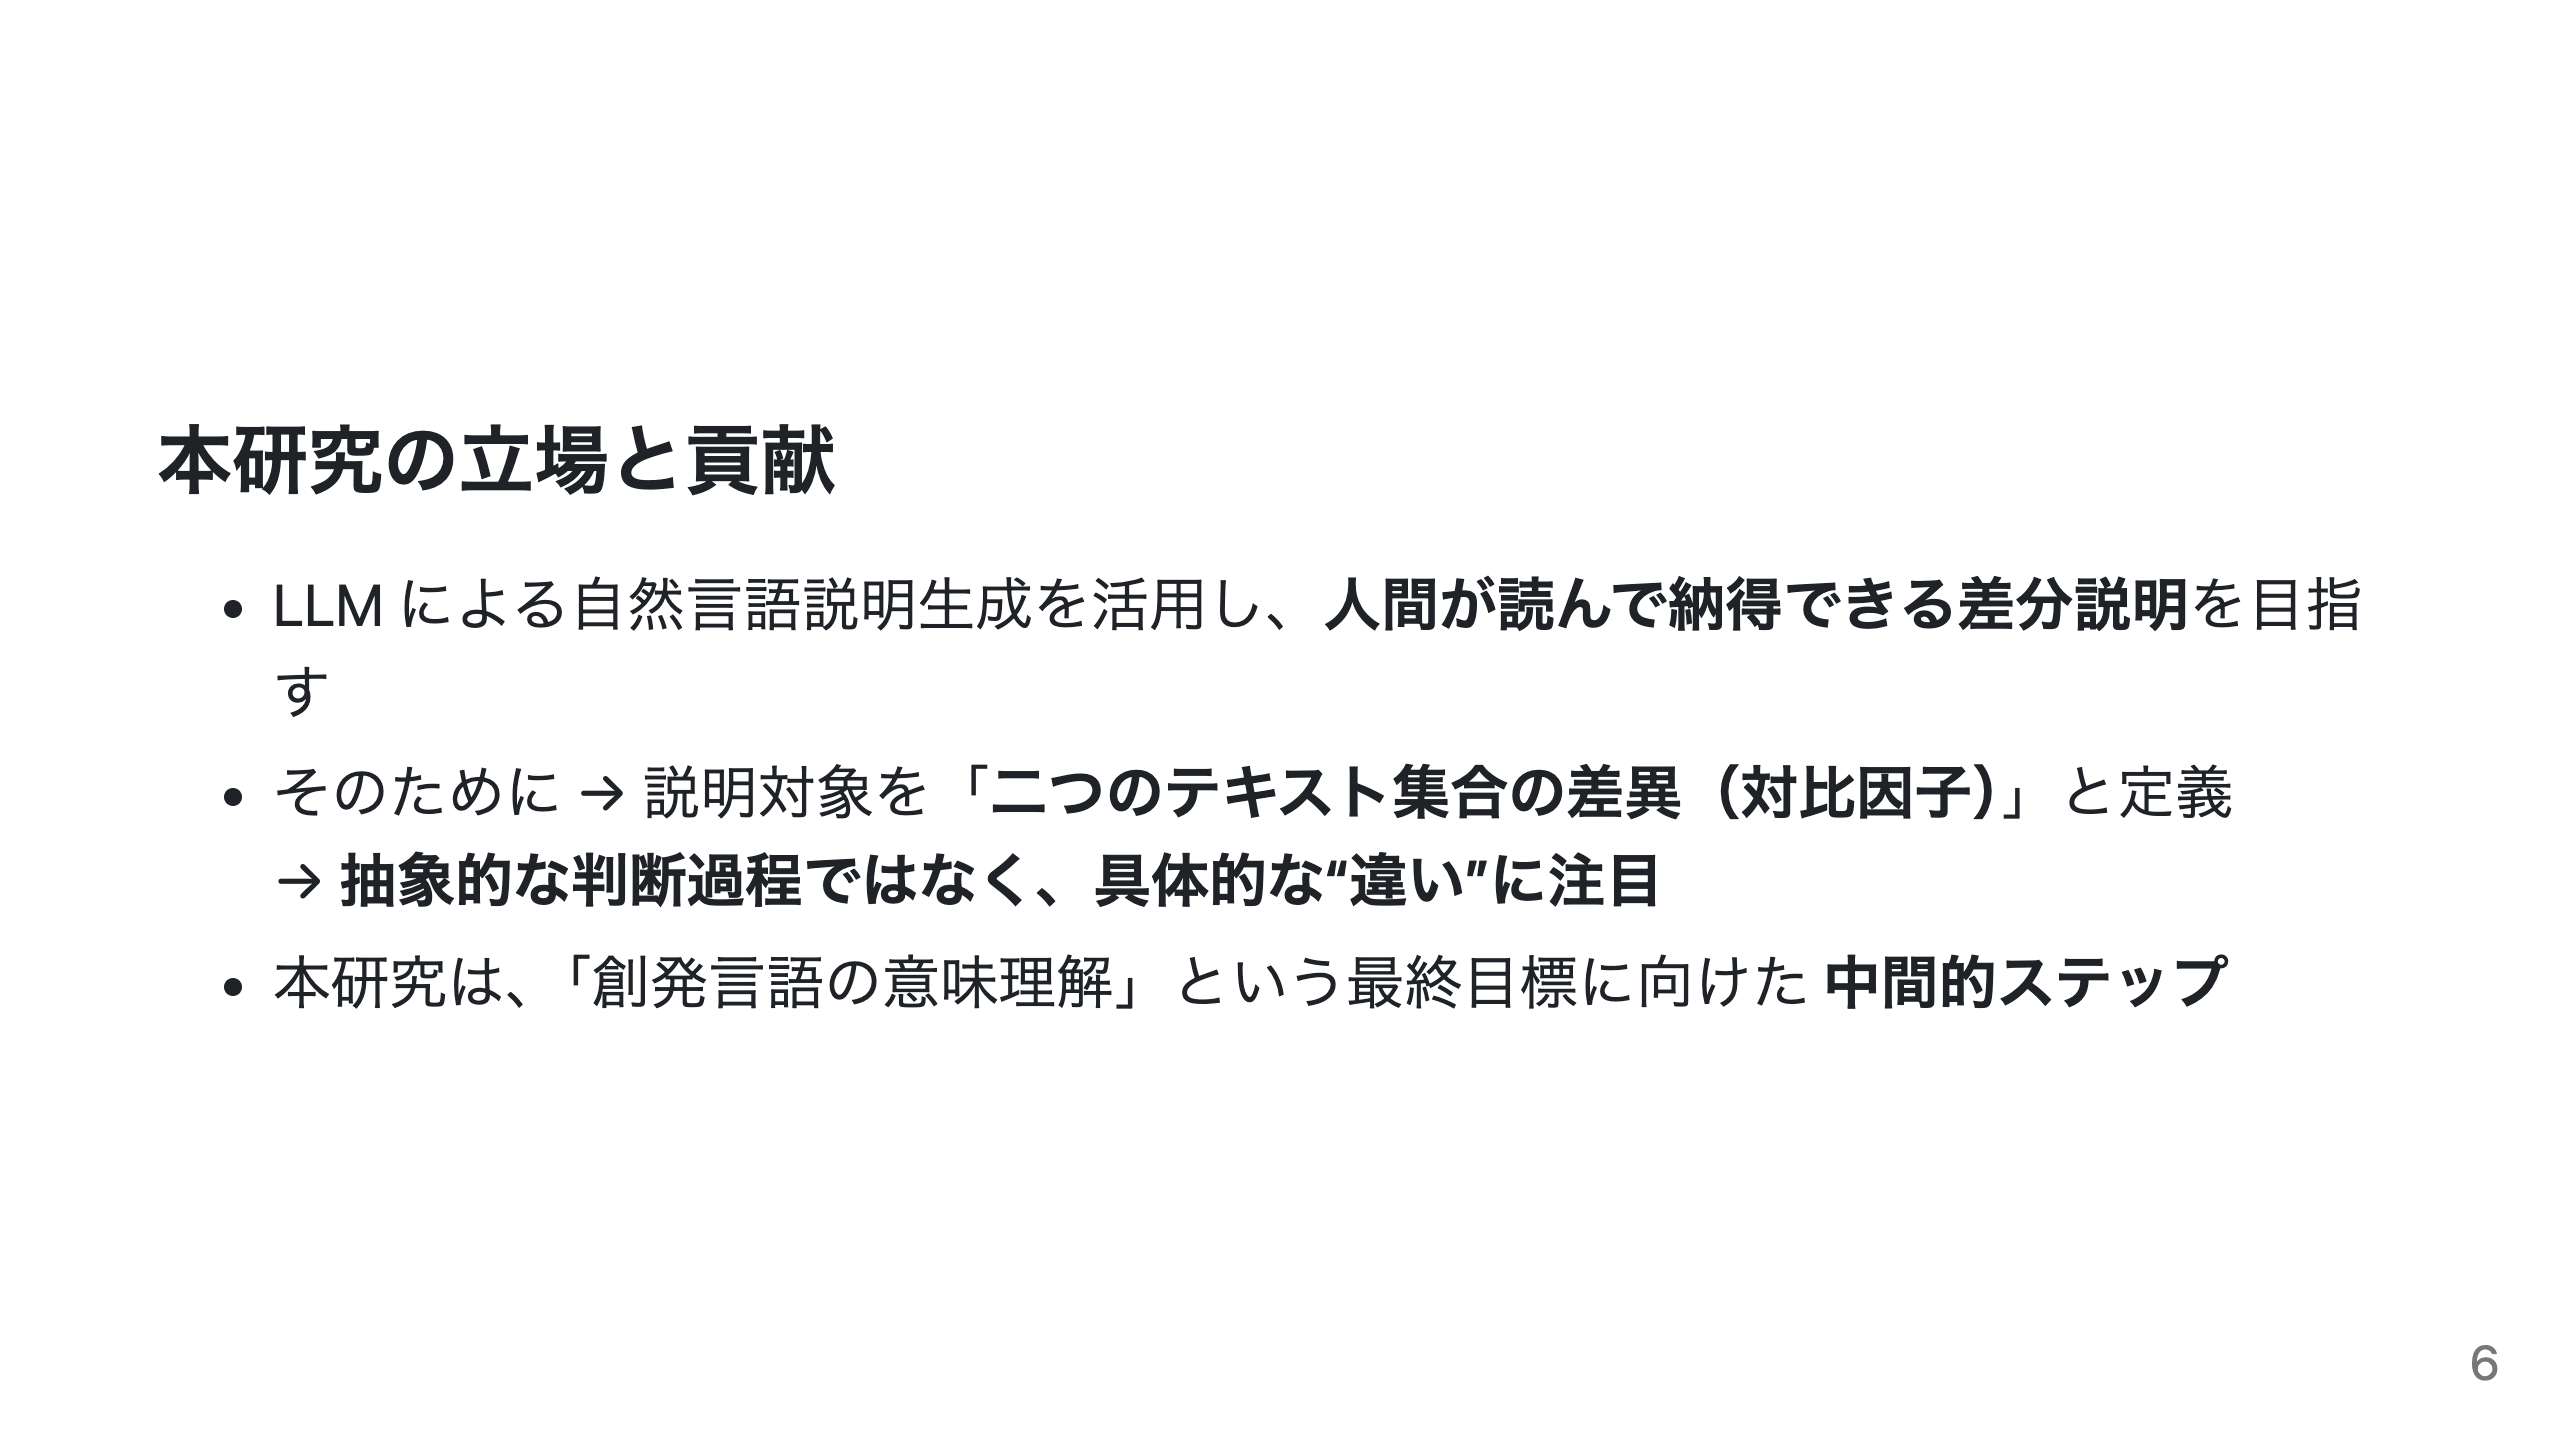 本研究の立場と貢献
LLM による自然言語説明生成を活用し、人間が読んで納得できる差分説明を目指
す
そのために → 説明対象を「二つのテキスト集合の差異（対比因子）」と定義
→ 抽象的な判断過程ではなく、具体的な“違い”に注目
本研究は、「創発言語の意味理解」という最終目標に向けた 中間的ステップ
6